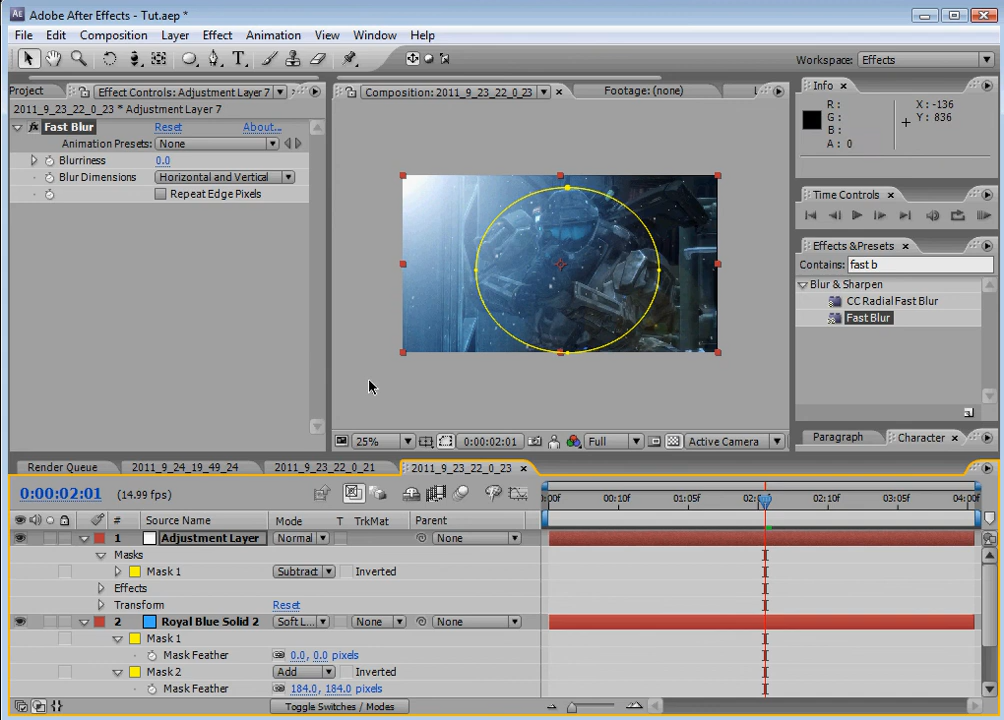 Adobe After Effects - Tut.aep *
File Edit Composition Layer Effect Animation View Window Help
Workspace: Effects
Project Effect Controls: Adjustment Layer 7
2011_9_23_22_0_23 * Adjustment Layer 7
Fast Blur Reset About...
Animation Presets: None
Blurriness 0.0
Blur Dimensions Horizontal and Vertical
Repeat Edge Pixels
Composition: 2011_9_23_22_0_23 Footage: (none)
25% 0:00:02:01 Full Active Camera
Info
R: X: -136
G: Y: 836
B:
A: 0
Time Controls
Effects & Presets
Contains: fast b
Blur & Sharpen
CC RadialFast Blur
Fast Blur
Paragraph Character
Render Queue 2011_9_24_19_49_24 2011_9_23_22_0_21 2011_9_23_22_0_23
0:00:02:01 (14.99 fps)
:00f 00:10f 01:05f 02:0 02:10f 03:05f 04:00f
# Source Name Mode T TrkMat Parent
1 Adjustment Layer Normal None
Masks
Mask 1 Subtract Inverted
Effects
Transform Reset
2 Royal Blue Solid 2 Soft L... None None
Mask 1
Mask Feather 0.0, 0.0 pixels
Mask 2 Add Inverted
Mask Feather 184.0, 184.0 pixels
Toggle Switches / Modes